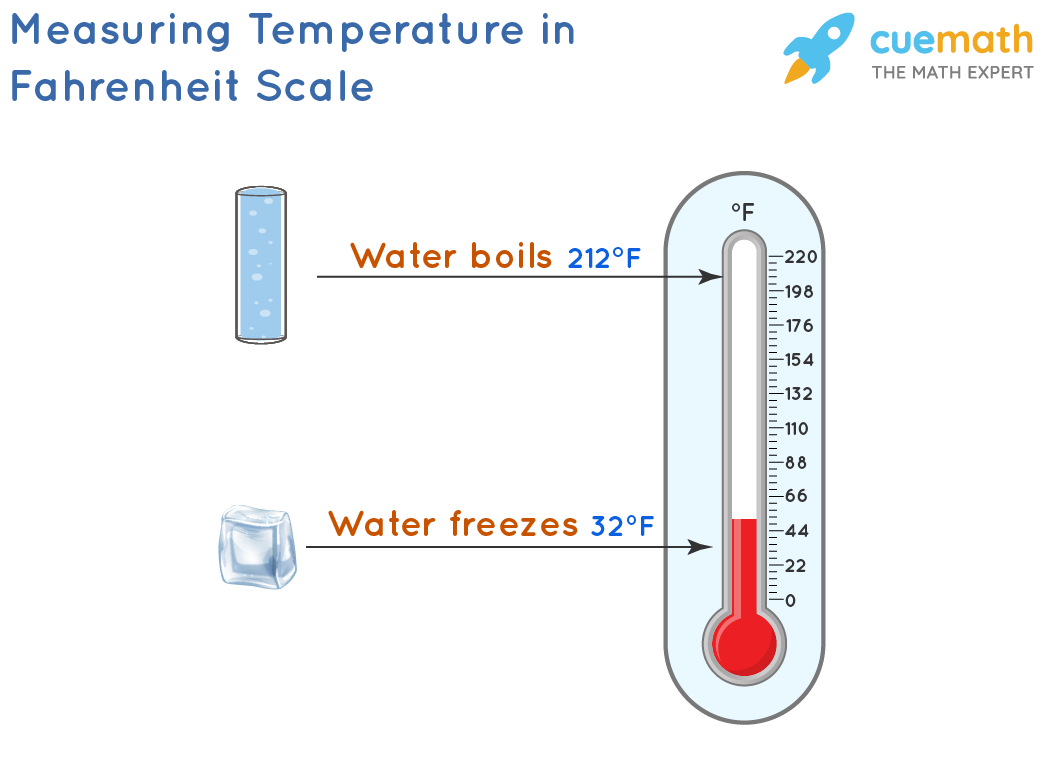 Measuring Temperature in
Fahrenheit Scale
cuemath
THE MATH EXPERT
°F
Water boils 212°F
220
198
176
154
132
110
88
66
Water freezes 32°F
44
22
0